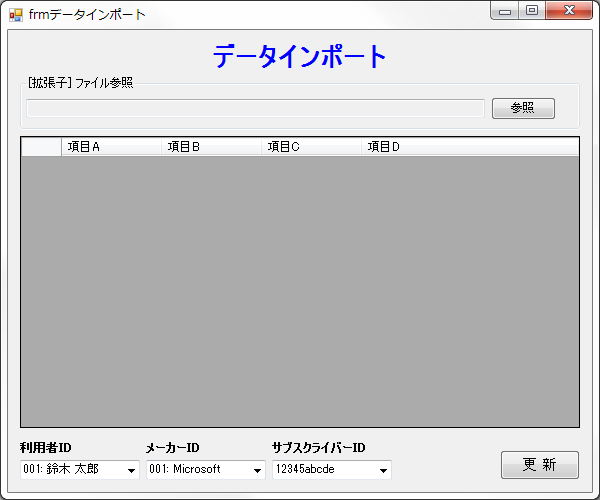 frmデータインポート
データインポート
[拡張子] ファイル参照
参照
項目A 項目B 項目C 項目D
利用者ID メーカーID サブスクライバーID
001: 鈴木 太郎 001: Microsoft 12345abcde
更 新